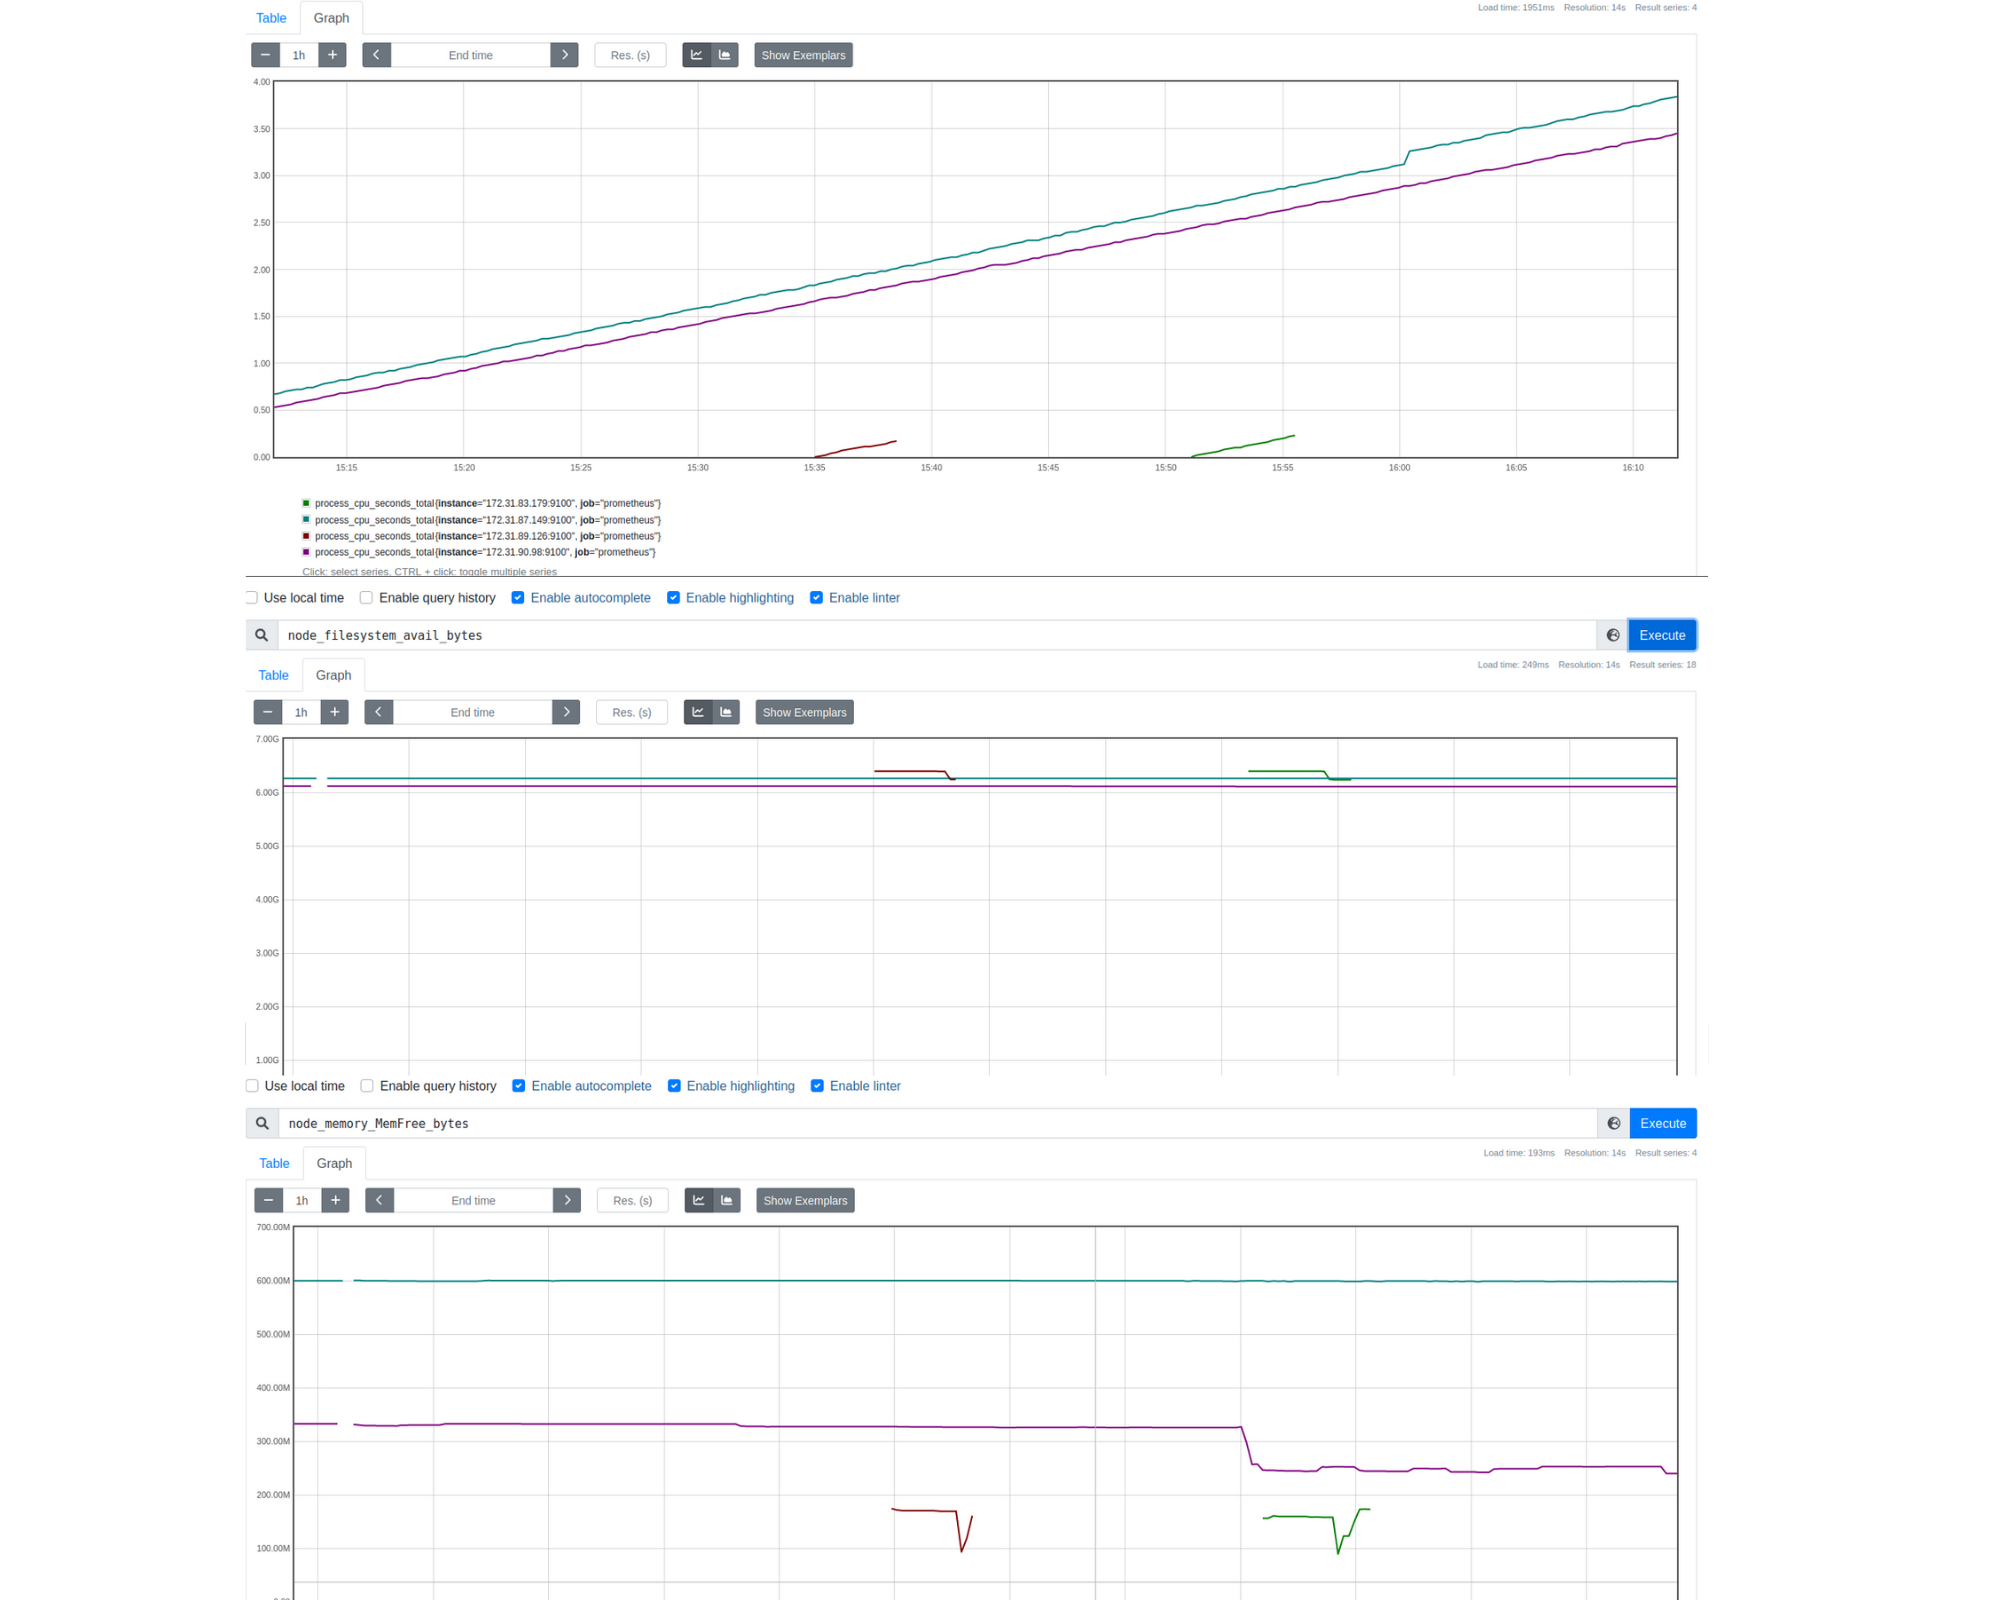 Load time: 1951ms Resolution: 14s Result series: 4
Table Graph
1h End time Res. (s) Show Exemplars
4.00
3.50
3.00
2.50
2.00
1.50
1.00
0.50
0.00
15:15 15:20 15:25 15:30 15:35 15:40 15:45 15:50 15:55 16:00 16:05 16:10
process_cpu_seconds_total{instance="172.31.83.179:9100", job="prometheus"}
process_cpu_seconds_total{instance="172.31.87.149:9100", job="prometheus"}
process_cpu_seconds_total{instance="172.31.89.126:9100", job="prometheus"}
process_cpu_seconds_total{instance="172.31.90.98:9100", job="prometheus"}
Click: select series, CTRL + click: toggle multiple series
Use local time Enable query history Enable autocomplete Enable highlighting Enable linter
node_filesystem_avail_bytes Execute
Load time: 249ms Resolution: 14s Result series: 18
Table Graph
1h End time Res. (s) Show Exemplars
7.00G
6.00G
5.00G
4.00G
3.00G
2.00G
1.00G
Use local time Enable query history Enable autocomplete Enable highlighting Enable linter
node_memory_MemFree_bytes Execute
Load time: 193ms Resolution: 14s Result series: 4
Table Graph
1h End time Res. (s) Show Exemplars
700.00M
600.00M
500.00M
400.00M
300.00M
200.00M
100.00M